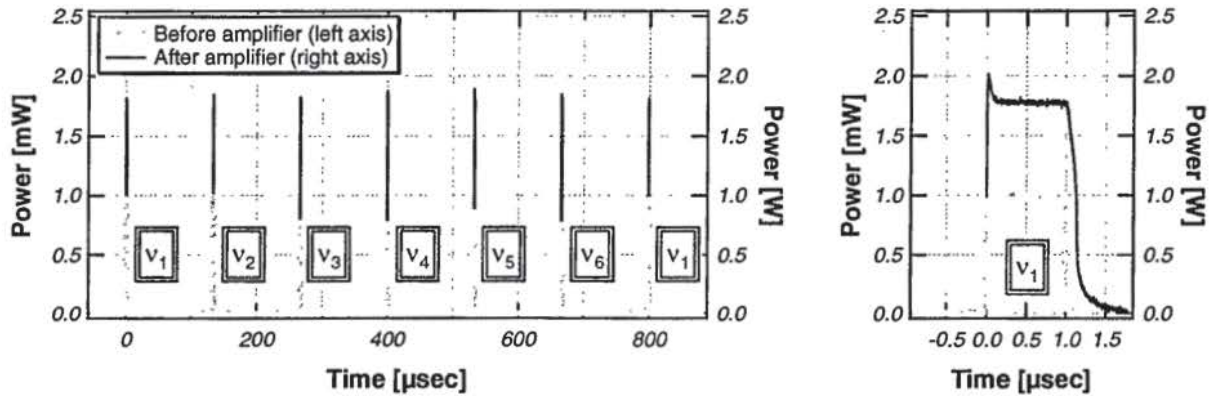 2.5
2.0
1.5
1.0
0.5
0.0
Power [mW]
Before amplifier (left axis)
After amplifier (right axis)
ν1 ν2 ν3 ν4 ν5 ν6 ν1
2.5
2.0
1.5
1.0
0.5
0.0
Power [W]
0 200 400 600 800
Time [µsec]
2.5
2.0
1.5
1.0
0.5
0.0
Power [mW]
ν1
2.5
2.0
1.5
1.0
0.5
0.0
Power [W]
-0.5 0.0 0.5 1.0 1.5
Time [µsec]